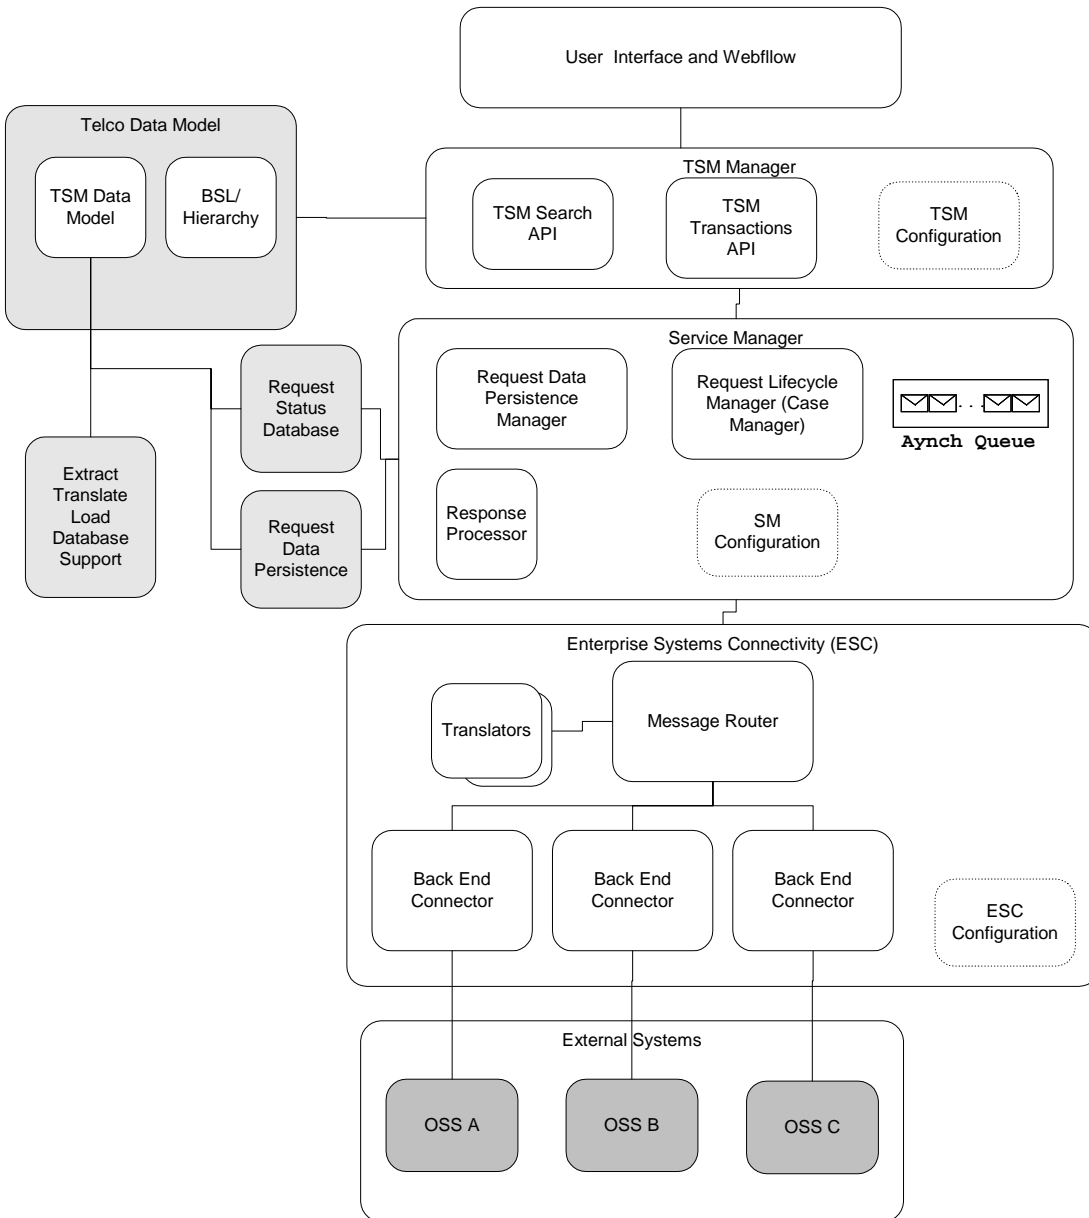 User Interface and Webfllow
Telco Data Model
TSM Data
Model
BSL/
Hierarchy
TSM Manager
TSM Search
API
TSM
Transactions
API
TSM
Configuration
Service Manager
Request Data
Persistence
Manager
Request Lifecycle
Manager (Case
Manager)
. . .
Aynch Queue
Request
Status
Database
Extract
Translate
Load
Database
Support
Request
Data
Persistence
Response
Processor
SM
Configuration
Enterprise Systems Connectivity (ESC)
Translators
Message Router
Back End
Connector
Back End
Connector
Back End
Connector
ESC
Configuration
External Systems
OSS A
OSS B
OSS C